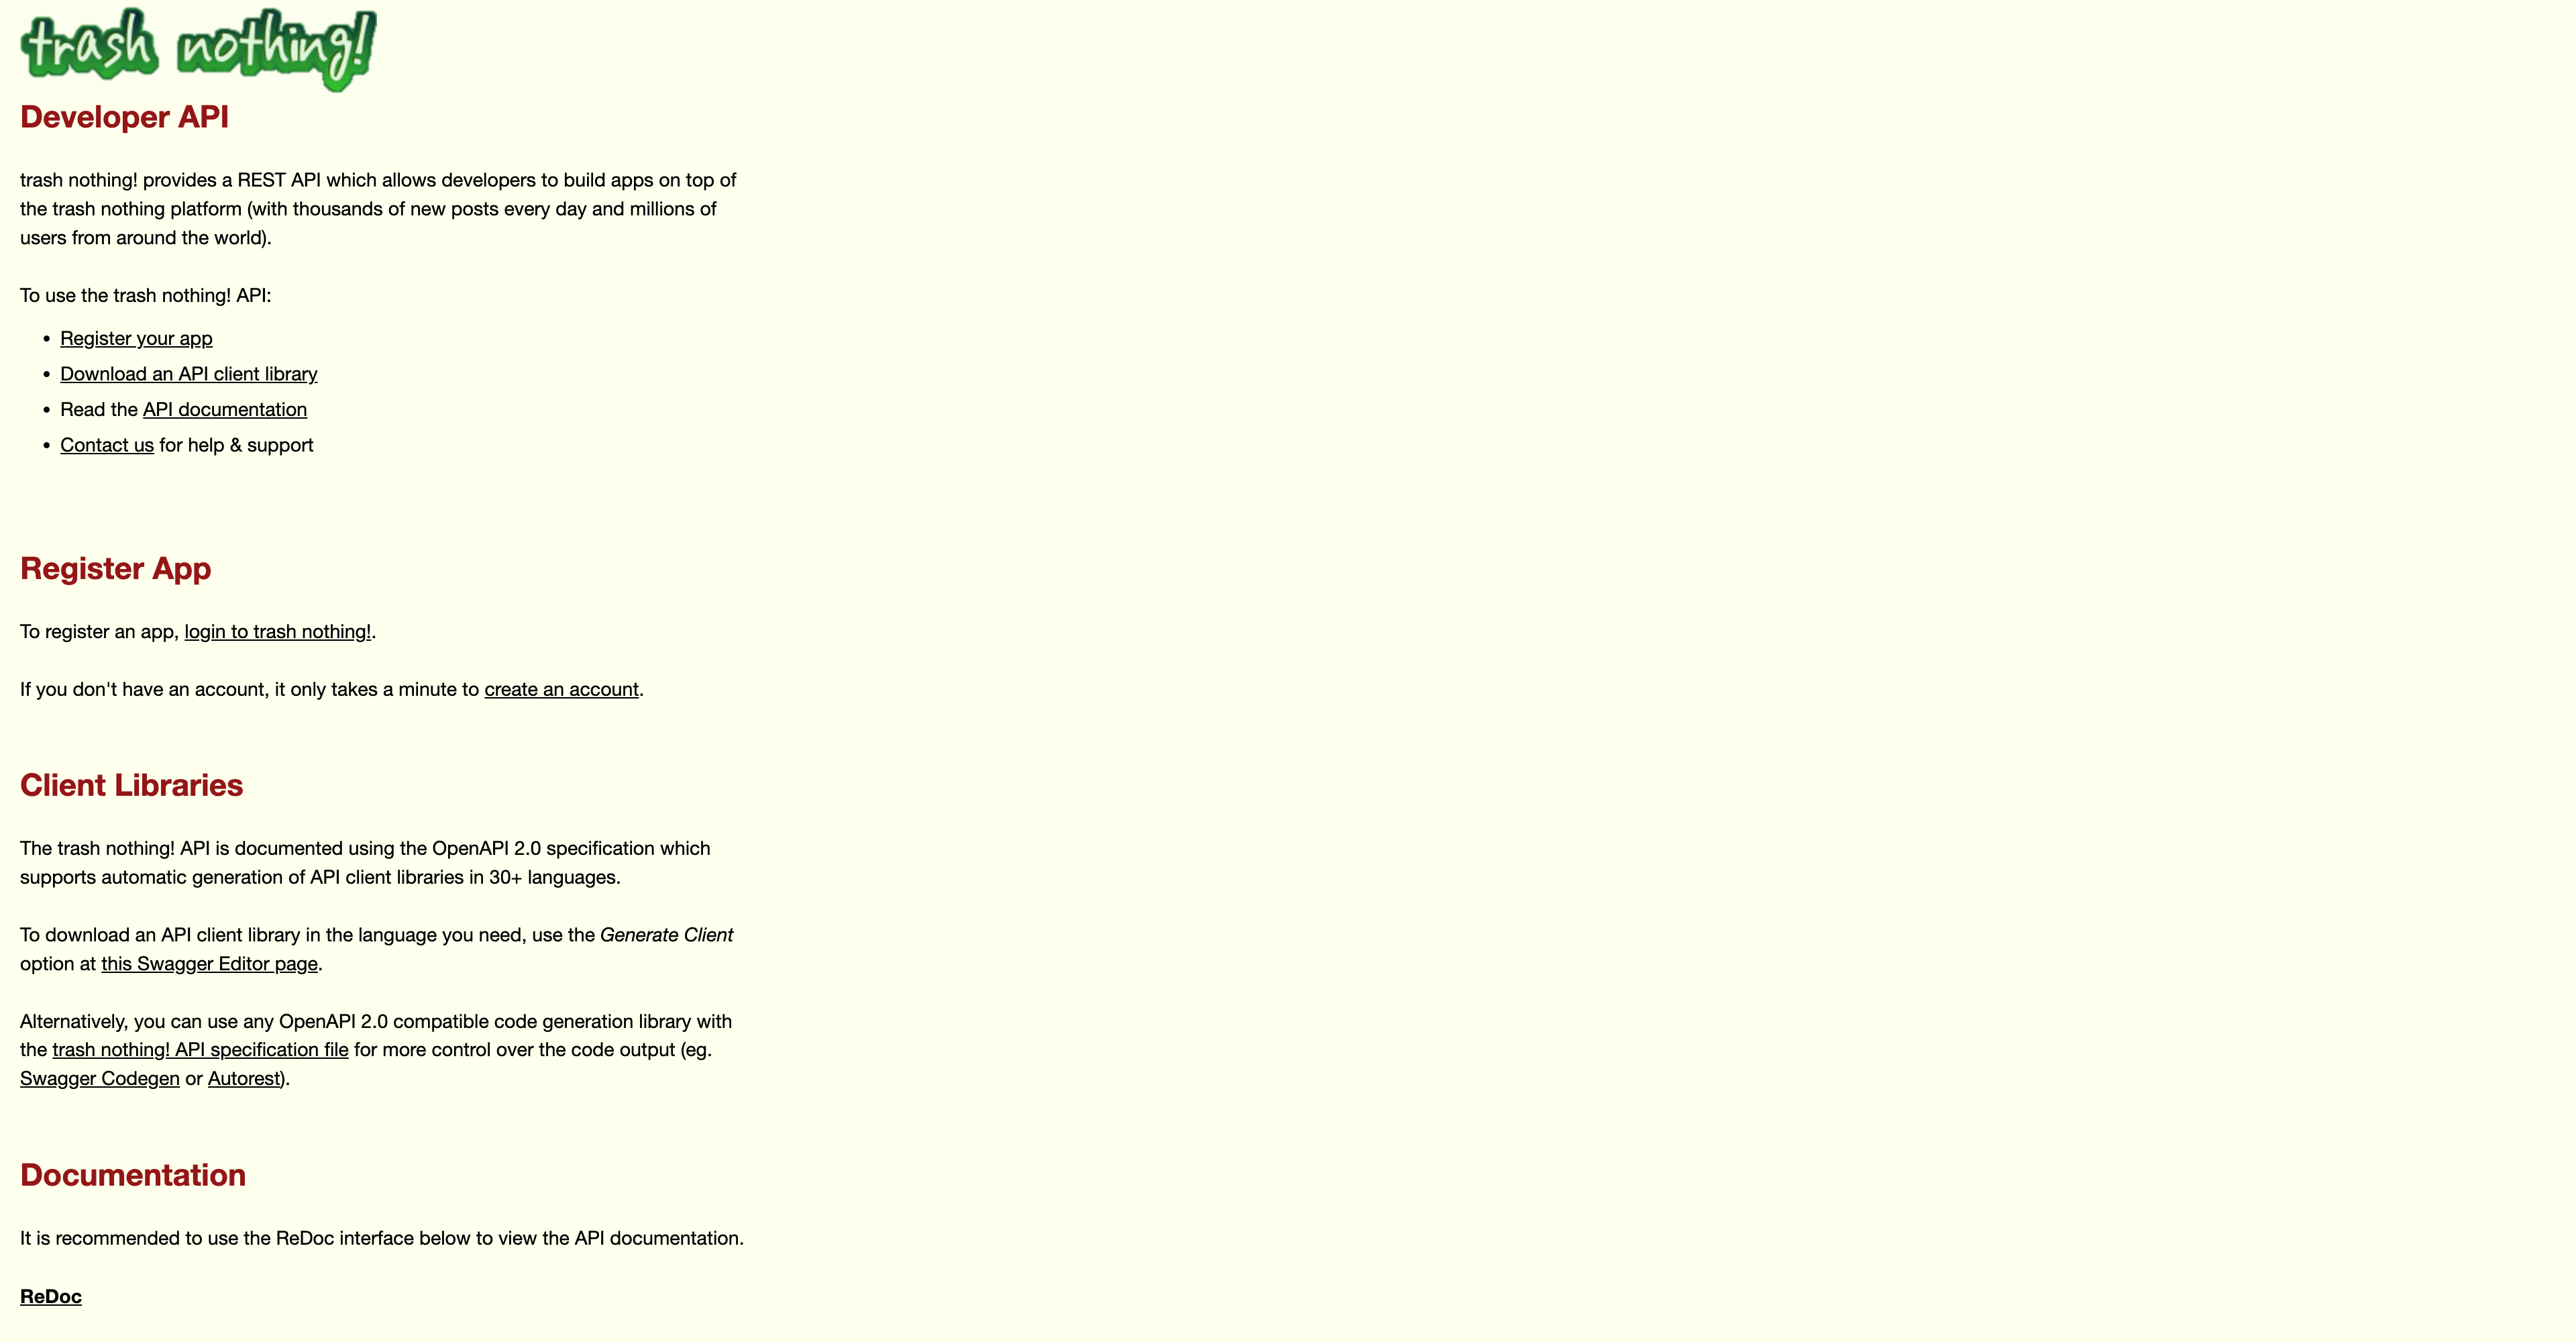 trash nothing!
Developer API
trash nothing! provides a REST API which allows developers to build apps on top of
the trash nothing platform (with thousands of new posts every day and millions of
users from around the world).
To use the trash nothing! API:
• Register your app
• Download an API client library
• Read the API documentation
• Contact us for help & support
Register App
To register an app, login to trash nothing!.
If you don't have an account, it only takes a minute to create an account.
Client Libraries
The trash nothing! API is documented using the OpenAPI 2.0 specification which
supports automatic generation of API client libraries in 30+ languages.
To download an API client library in the language you need, use the Generate Client
option at this Swagger Editor page.
Alternatively, you can use any OpenAPI 2.0 compatible code generation library with
the trash nothing! API specification file for more control over the code output (eg.
Swagger Codegen or Autorest).
Documentation
It is recommended to use the ReDoc interface below to view the API documentation.
ReDoc